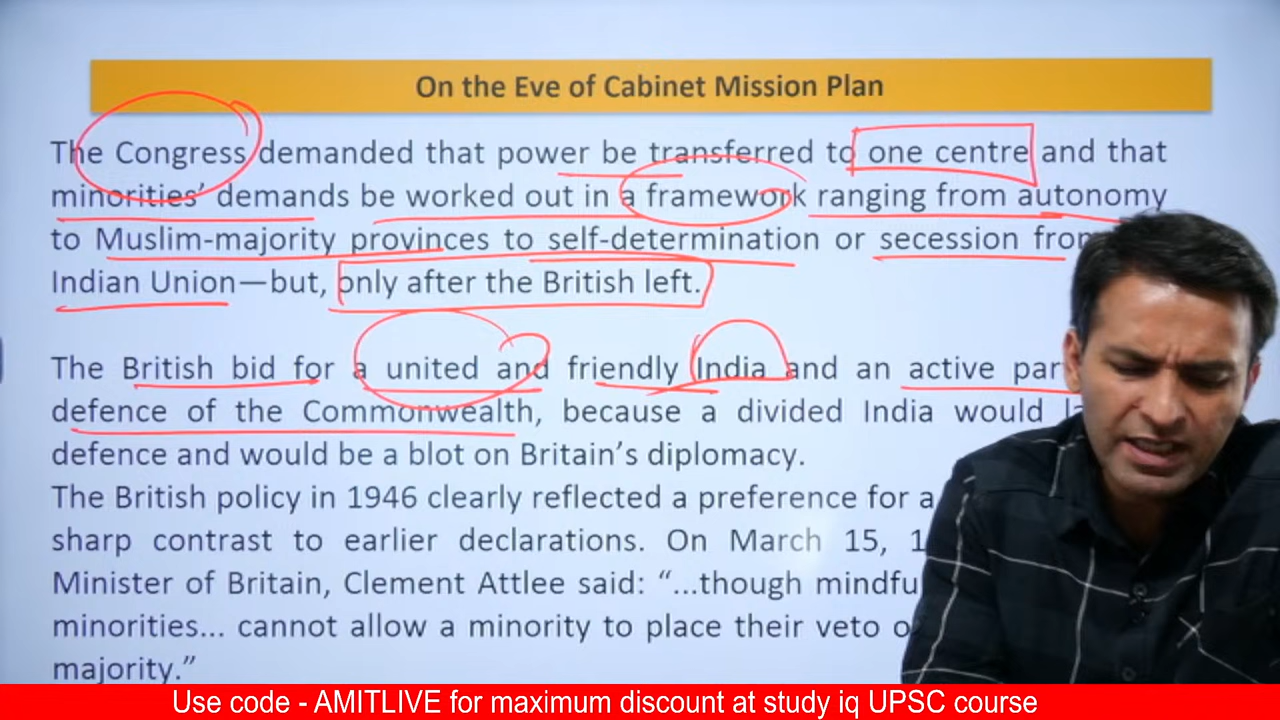 On the Eve of Cabinet Mission Plan
The Congress demanded that power be transferred to one centre and that
minorities’ demands be worked out in a framework ranging from autonomy
to Muslim-majority provinces to self-determination or secession from
Indian Union—but, only after the British left.
The British bid for a united and friendly India and an active
defence of the Commonwealth, because a divided India would
defence and would be a blot on Britain’s diplomacy.
The British policy in 1946 clearly reflected a preference for a
sharp contrast to earlier declarations. On March 15,
Minister of Britain, Clement Attlee said: “...though
minorities... cannot allow a minority to place their veto
majority.”
Use code - AMITLIVE for maximum discount at study iq UPSC course